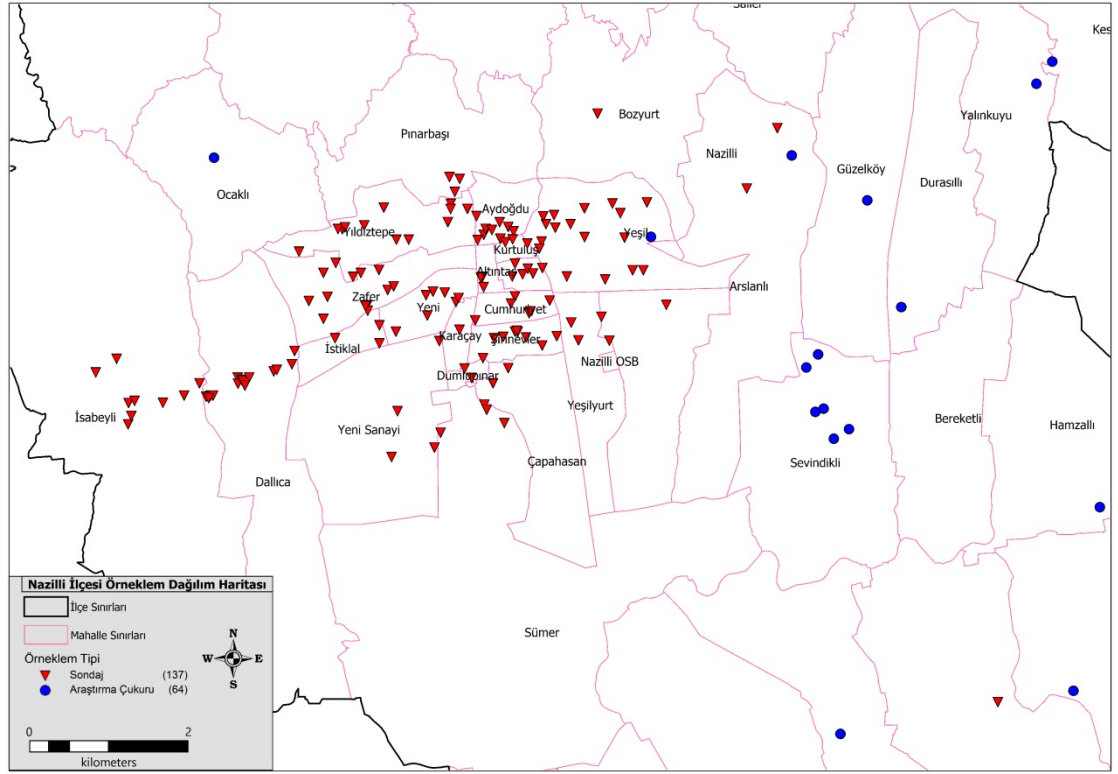 Sailler
Kes
Bozyurt
Yalınkuyu
Pınarbaşı
Nazilli
Güzelköy
Durasıllı
Ocaklı
Aydoğdu
Yıldıztepe
Yeşil
Kurtuluş
Altıntaş
Arslanlı
Zafer
Yeni
Cumhuriyet
Karaçay
Şirinevler
İstiklal
Nazilli OSB
Dumlupınar
İsabeyli
Yeşilyurt
Bereketli
Hamzallı
Yeni Sanayi
Çapahasan
Sevindikli
Dallıca
Sümer
Nazilli İlçesi Örneklem Dağılım Haritası
İlçe Sınırları
Mahalle Sınırları
N
W E
S
Örneklem Tipi
Sondaj (137)
Araştırma Çukuru (64)
0 2
kilometers